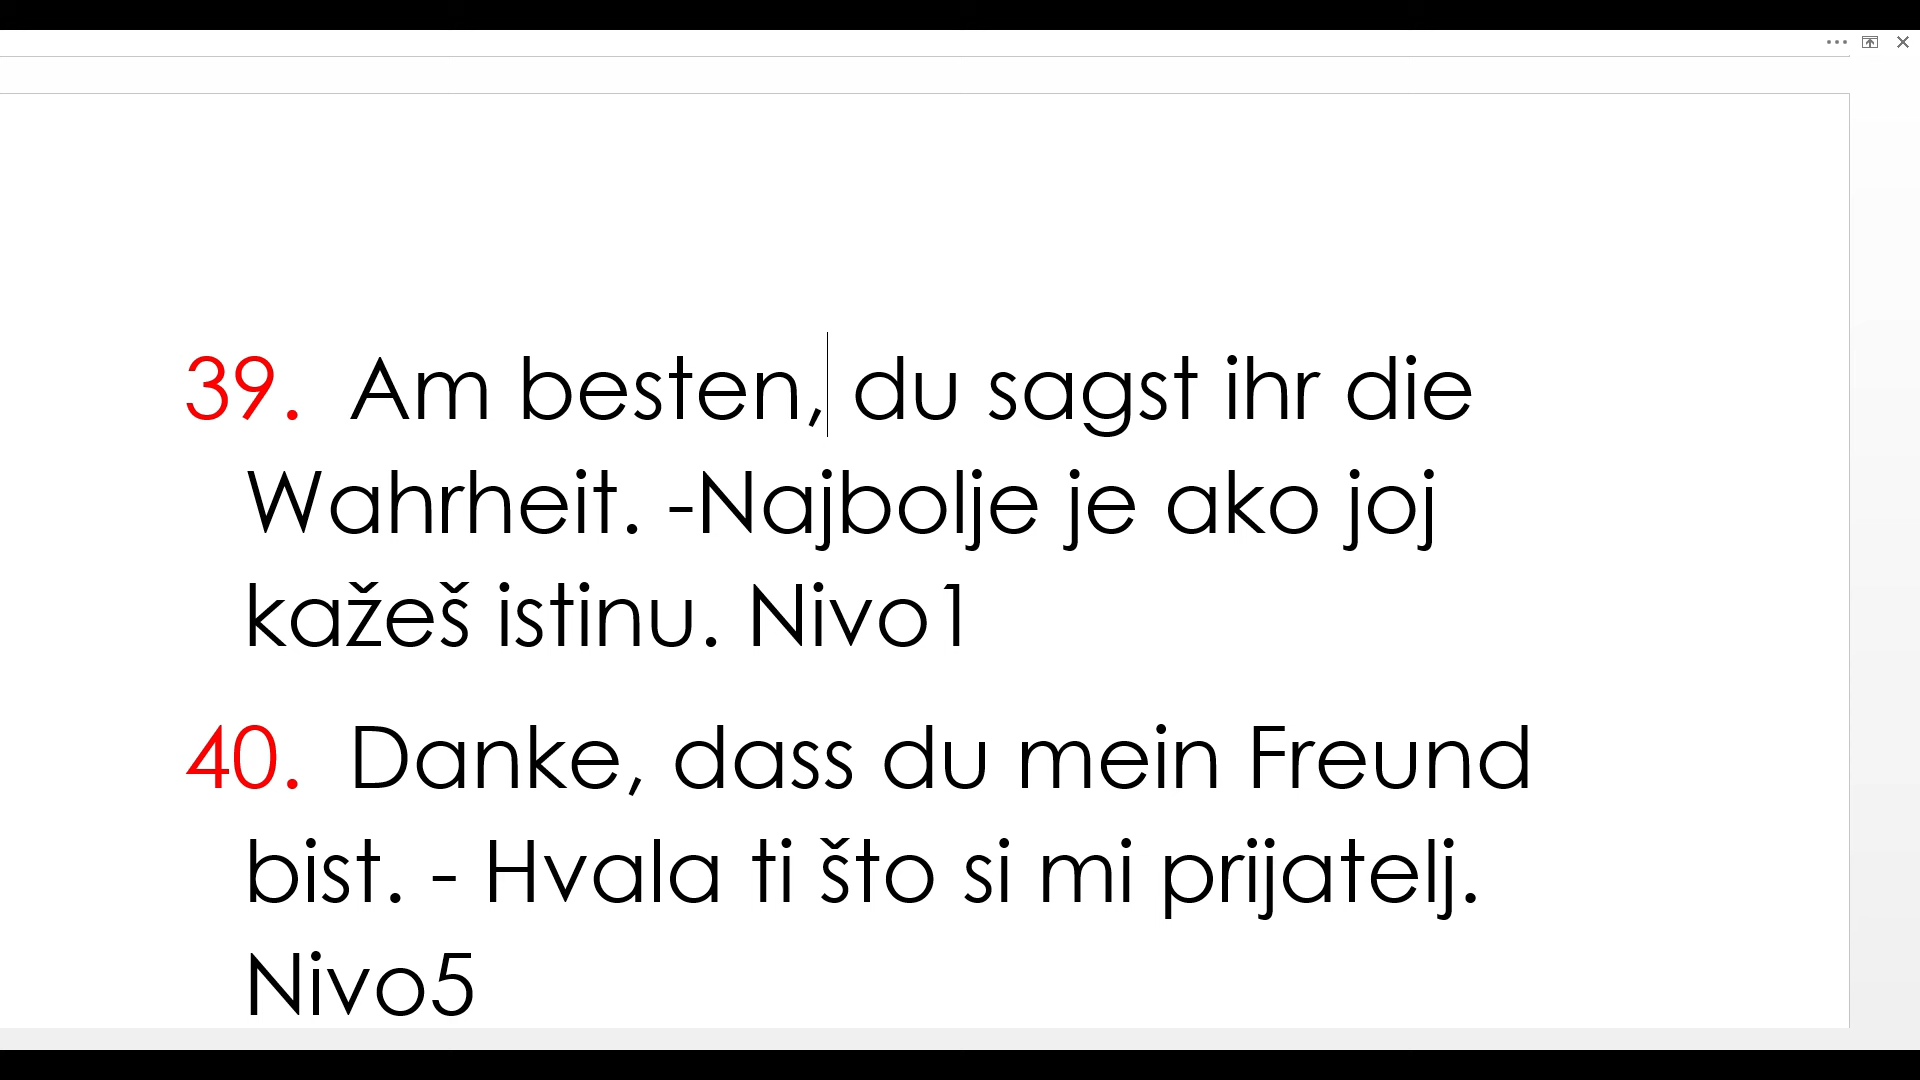 39. Am besten, du sagst ihr die
Wahrheit. -Najbolje je ako joj
kažeš istinu. Nivo1
40. Danke, dass du mein Freund
bist. - Hvala ti što si mi prijatelj.
Nivo5